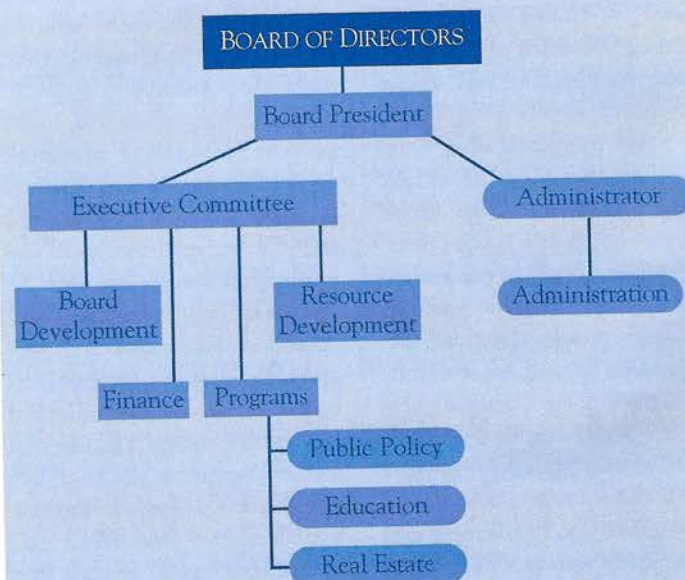 BOARD OF DIRECTORS
Board President
Executive Committee
Administrator
Board
Development
Resource
Development
Administration
Finance
Programs
Public Policy
Education
Real Estate